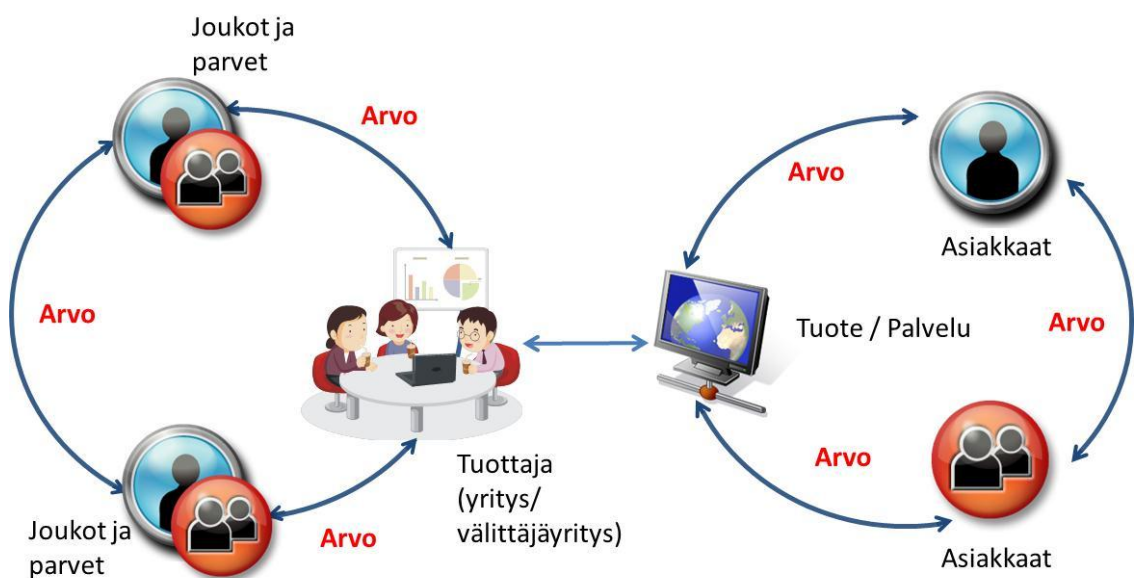 Joukot ja
parvet
Arvo
Arvo
Asiakkaat
Arvo
Tuote / Palvelu
Arvo
Arvo
Tuottaja
(yritys/
välittäjäyritys)
Joukot ja
parvet
Arvo
Asiakkaat